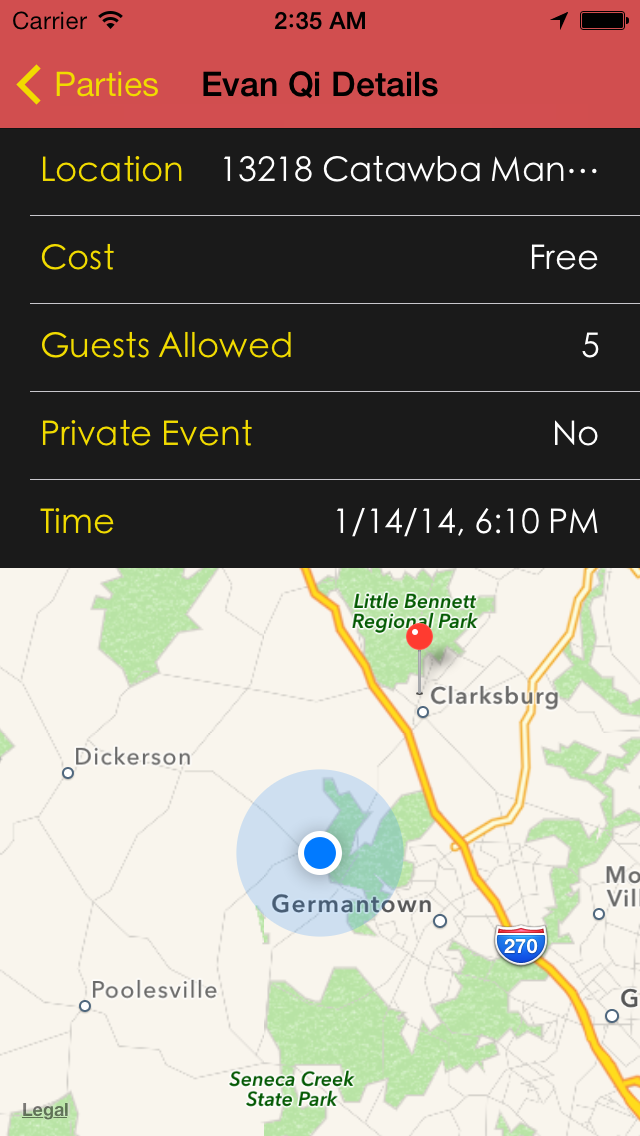 Carrier 2:35 AM
Parties Evan Qi Details
Location 13218 Catawba Man…
Cost Free
Guests Allowed 5
Private Event No
Time 1/14/14, 6:10 PM
Little Bennett
Regional Park
Clarksburg
Dickerson
Mo
Vil
Germantown
270
Poolesville
G
Seneca Creek
State Park
Legal